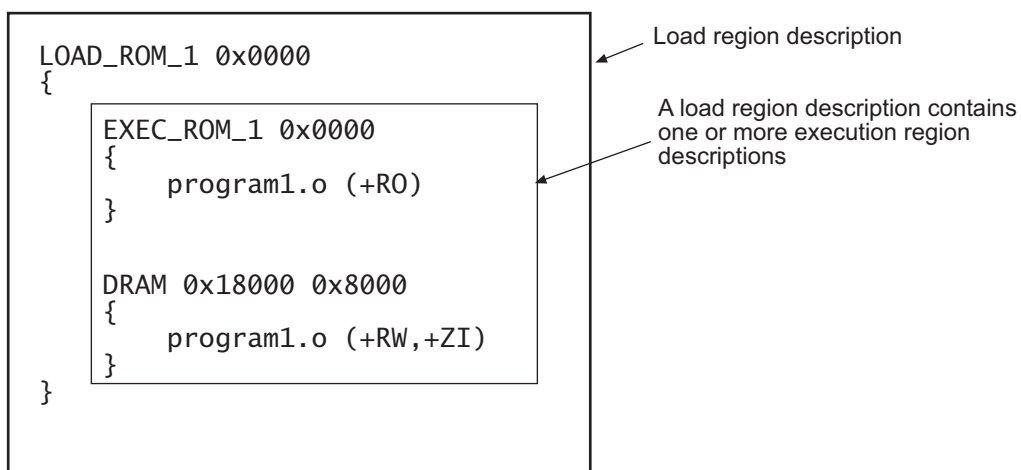 LOAD_ROM_1 0x0000
{
EXEC_ROM_1 0x0000
{
program1.o (+RO)
}
DRAM 0x18000 0x8000
{
program1.o (+RW,+ZI)
}
}
Load region description
A load region description contains
one or more execution region
descriptions